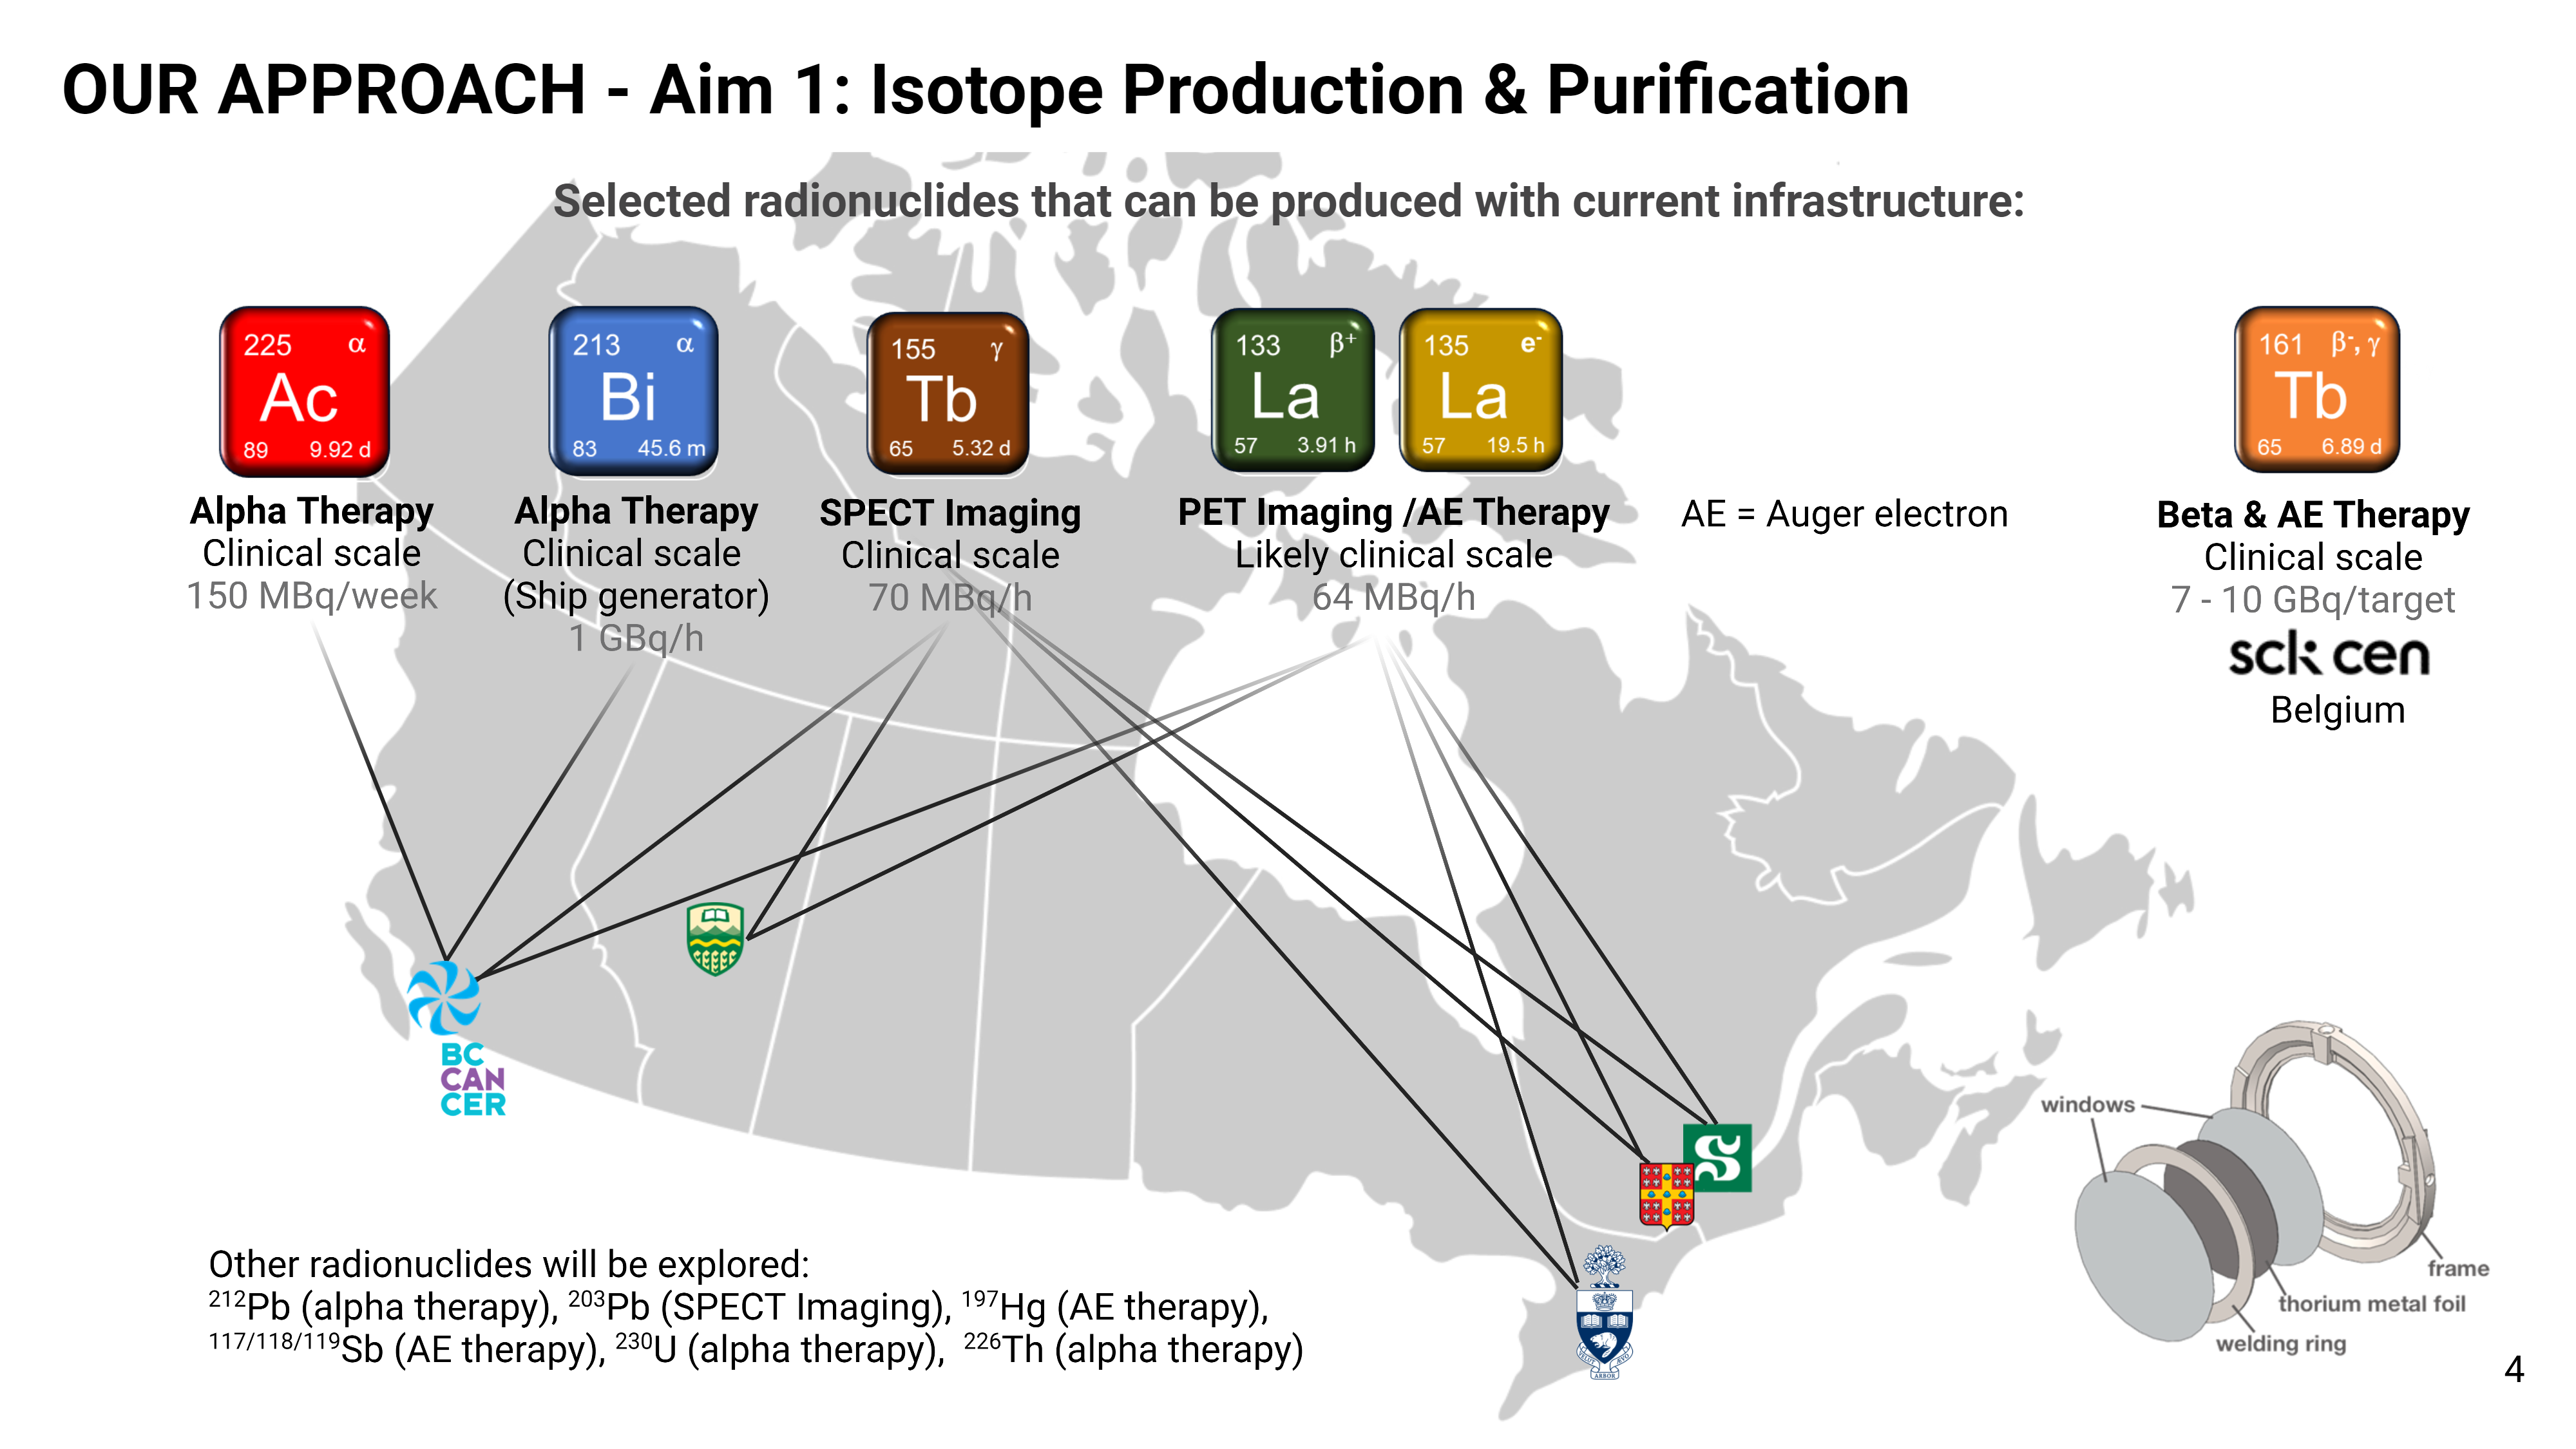 OUR APPROACH - Aim 1: Isotope Production & Purification
Selected radionuclides that can be produced with current infrastructure:
225 α
Ac
89 9.92 d
Alpha Therapy
Clinical scale
150 MBq/week
213 α
Bi
83 45.6 m
Alpha Therapy
Clinical scale
(Ship generator)
1 GBq/h
155 γ
Tb
65 5.32 d
SPECT Imaging
Clinical scale
70 MBq/h
133 β⁺
La
57 3.91 h
135 e⁻
La
57 19.5 h
PET Imaging /AE Therapy
Likely clinical scale
64 MBq/h
AE = Auger electron
161 β⁻, γ
Tb
65 6.89 d
Beta & AE Therapy
Clinical scale
7 - 10 GBq/target
sck cen
Belgium
BC
CAN
CER
S
windows
frame
thorium metal foil
welding ring
Other radionuclides will be explored:
²¹²Pb (alpha therapy), ²⁰³Pb (SPECT Imaging), ¹⁹⁷Hg (AE therapy),
¹¹⁷/¹¹⁸/¹¹⁹Sb (AE therapy), ²³⁰U (alpha therapy), ²²⁶Th (alpha therapy)
ARBOR
4